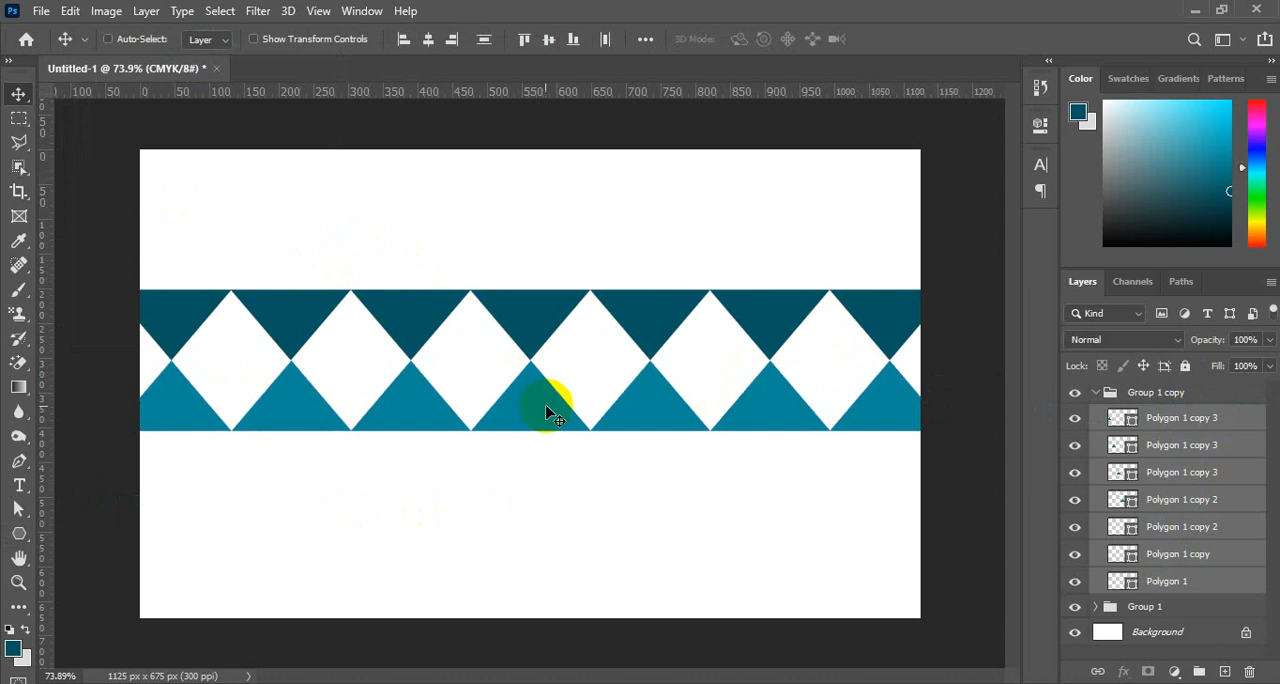 Ps File Edit Image Layer Type Select Filter 3D View Window Help
Auto-Select: Layer Show Transform Controls 3D Mode:
Untitled-1 @ 73.9% (CMYK/8#) * ×
100 50 0 50 100 150 200 250 300 350 400 450 500 550 600 650 700 750 800 850 900 950 1000 1050 1100 1150 1200
Color Swatches Gradients Patterns
Layers Channels Paths
Kind
Normal Opacity: 100%
Lock: Fill: 100%
Group 1 copy
Polygon 1 copy 3
Polygon 1 copy 3
Polygon 1 copy 3
Polygon 1 copy 2
Polygon 1 copy 2
Polygon 1 copy
Polygon 1
Group 1
Background
73.89% 1125 px x 675 px (300 ppi)